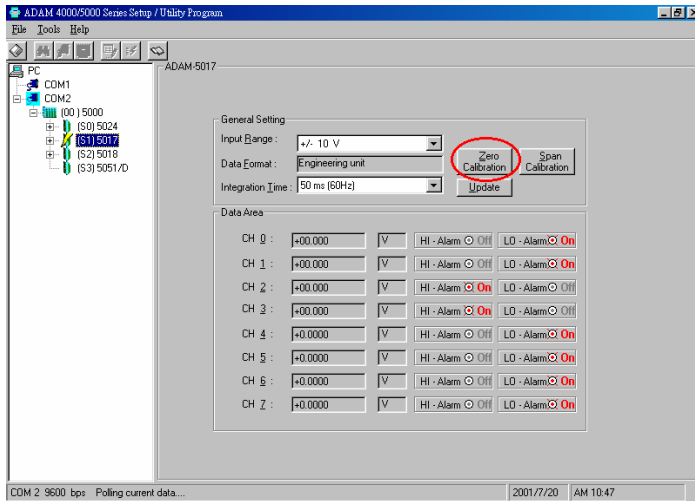 ADAM 4000/5000 Series Setup / Utility Program
File Tools Help
PC
COM1
COM2
(00 ) 5000
(S0) 5024
(S1) 5017
(S2) 5018
(S3) 5051/D
ADAM-5017
General Setting
Input Range : +/- 10 V
Data Format : Engineering unit
Integration Time : 50 ms (60Hz)
Zero Calibration
Span Calibration
Update
Data Area
CH 0 : +00.000 V HI - Alarm Off LO - Alarm On
CH 1 : +00.000 V HI - Alarm Off LO - Alarm On
CH 2 : +00.000 V HI - Alarm On LO - Alarm Off
CH 3 : +00.000 V HI - Alarm On LO - Alarm Off
CH 4 : +0.0000 V HI - Alarm Off LO - Alarm On
CH 5 : +0.0000 V HI - Alarm Off LO - Alarm On
CH 6 : +0.0000 V HI - Alarm Off LO - Alarm On
CH 7 : +0.0000 V HI - Alarm Off LO - Alarm On
COM 2 9600 bps Polling current data.... 2001/7/20 AM 10:47